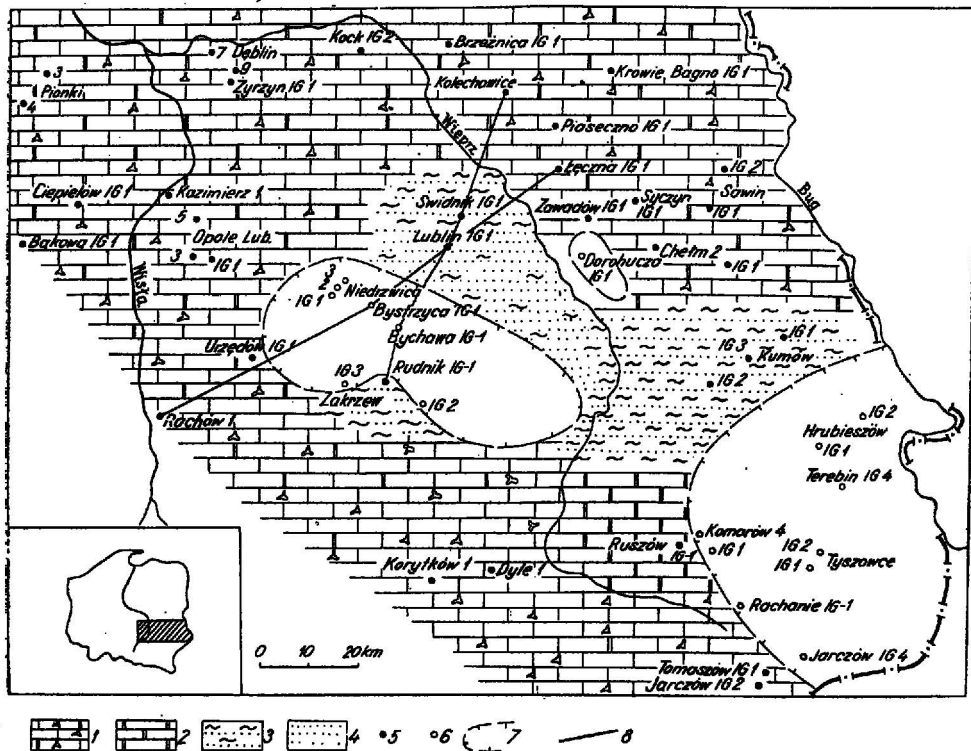 Kock IG 2
Brzeźnica IG 1
7 Dęblin
9
Żyrzyn IG 1
3
Pionki
4
Krowie Bagno IG 1
Kolechowice
Wieprz
Piaseczno IG 1
Łęczna IG 1
IG 2
Ciepielów IG 1
Kazimierz 1
Świdnik IG 1
Zawadów IG 1
Syczyn
IG 1
Sawin
IG 1
Bug
5
Bąkowa IG 1
Opole Lub.
3
IG 1
Lublin IG 1
Dorohucza
IG 1
Chełm 2
IG 1
Wisła
3
2
IG 1
Niedrzwica
Bystrzyca IG-1
Bychawa IG-1
IG 1
IG 3
Kumów
IG 2
Urzędów IG 1
IG 3
Zakrzew
Rudnik IG-1
IG 2
Rachów 1
IG 2
Hrubieszów
IG 1
Terebin IG 4
Komarów 4
Ruszów
IG-1
IG 1
IG 2
IG 1
Tyszowce
Korytków 1
Dyle 1
Rachanie IG-1
0 10 20 km
Jarczów IG 4
Tomaszów IG 1
Jarczów IG 2
1 2 3 4 5 6 7 8